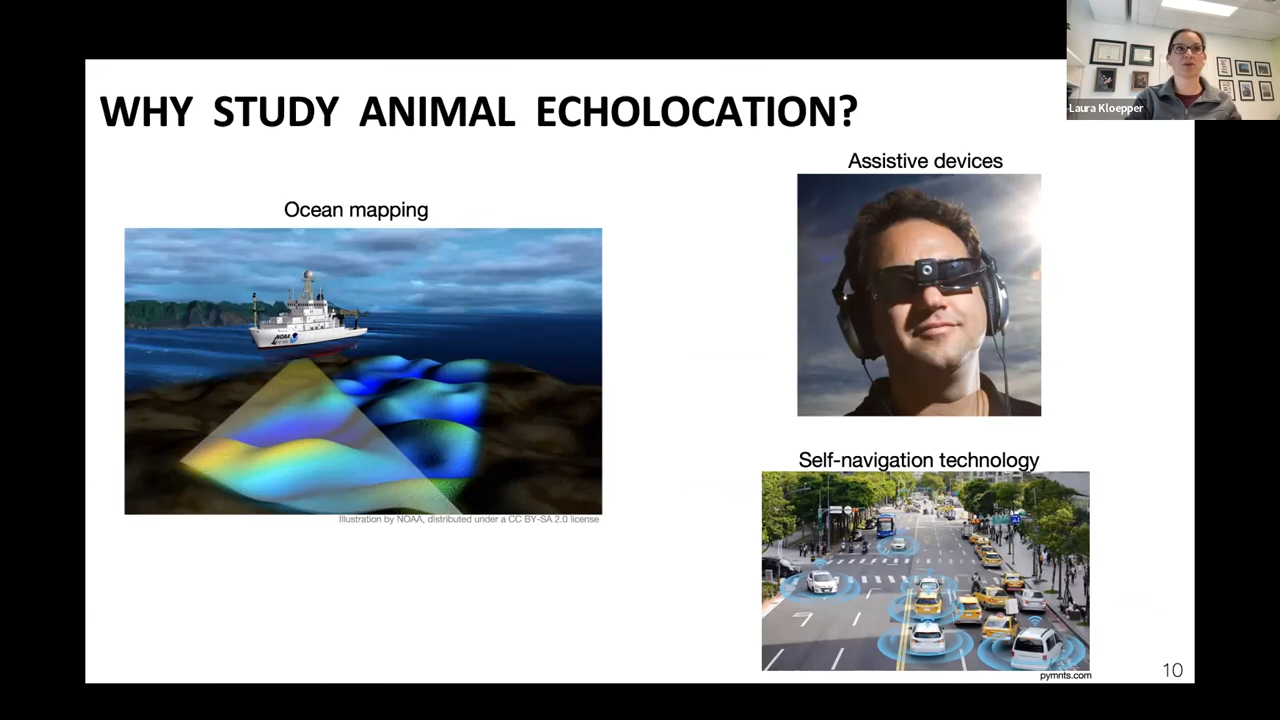 WHY STUDY ANIMAL ECHOLOCATION?
Laura Kloepper
Assistive devices
Ocean mapping
NOAA
Illustration by NOAA, distributed under a CC BY-SA 2.0 license
Self-navigation technology
pymnts.com
10